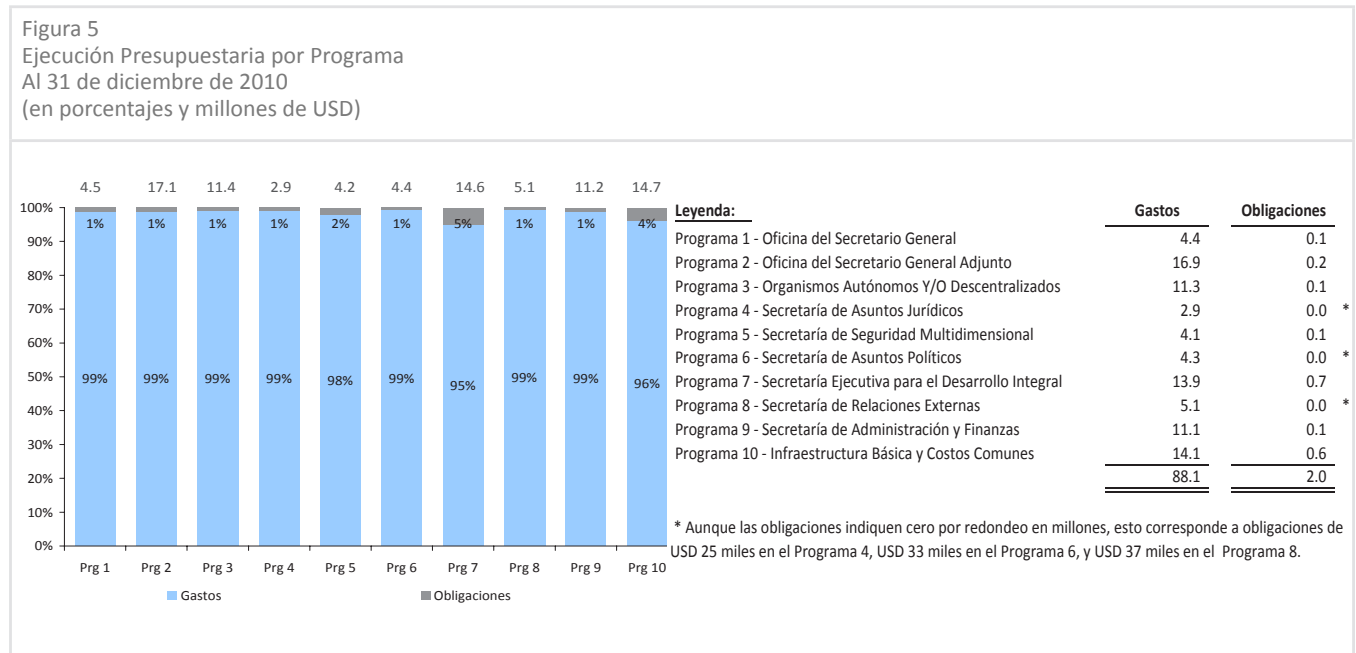 Figura 5
Ejecución Presupuestaria por Programa
Al 31 de diciembre de 2010
(en porcentajes y millones de USD)
4.5 17.1 11.4 2.9 4.2 4.4 14.6 5.1 11.2 14.7
100%
90%
80%
70%
60%
50%
40%
30%
20%
10%
0%
1% 1% 1% 1% 2% 1% 5% 1% 1% 4%
99% 99% 99% 99% 98% 99% 95% 99% 99% 96%
Prg 1 Prg 2 Prg 3 Prg 4 Prg 5 Prg 6 Prg 7 Prg 8 Prg 9 Prg 10
Gastos Obligaciones
Leyenda: Gastos Obligaciones
Programa 1 - Oficina del Secretario General 4.4 0.1
Programa 2 - Oficina del Secretario General Adjunto 16.9 0.2
Programa 3 - Organismos Autónomos Y/O Descentralizados 11.3 0.1
Programa 4 - Secretaría de Asuntos Jurídicos 2.9 0.0 *
Programa 5 - Secretaría de Seguridad Multidimensional 4.1 0.1
Programa 6 - Secretaría de Asuntos Políticos 4.3 0.0 *
Programa 7 - Secretaría Ejecutiva para el Desarrollo Integral 13.9 0.7
Programa 8 - Secretaría de Relaciones Externas 5.1 0.0 *
Programa 9 - Secretaría de Administración y Finanzas 11.1 0.1
Programa 10 - Infraestructura Básica y Costos Comunes 14.1 0.6
88.1 2.0
* Aunque las obligaciones indiquen cero por redondeo en millones, esto corresponde a obligaciones de
USD 25 miles en el Programa 4, USD 33 miles en el Programa 6, y USD 37 miles en el Programa 8.